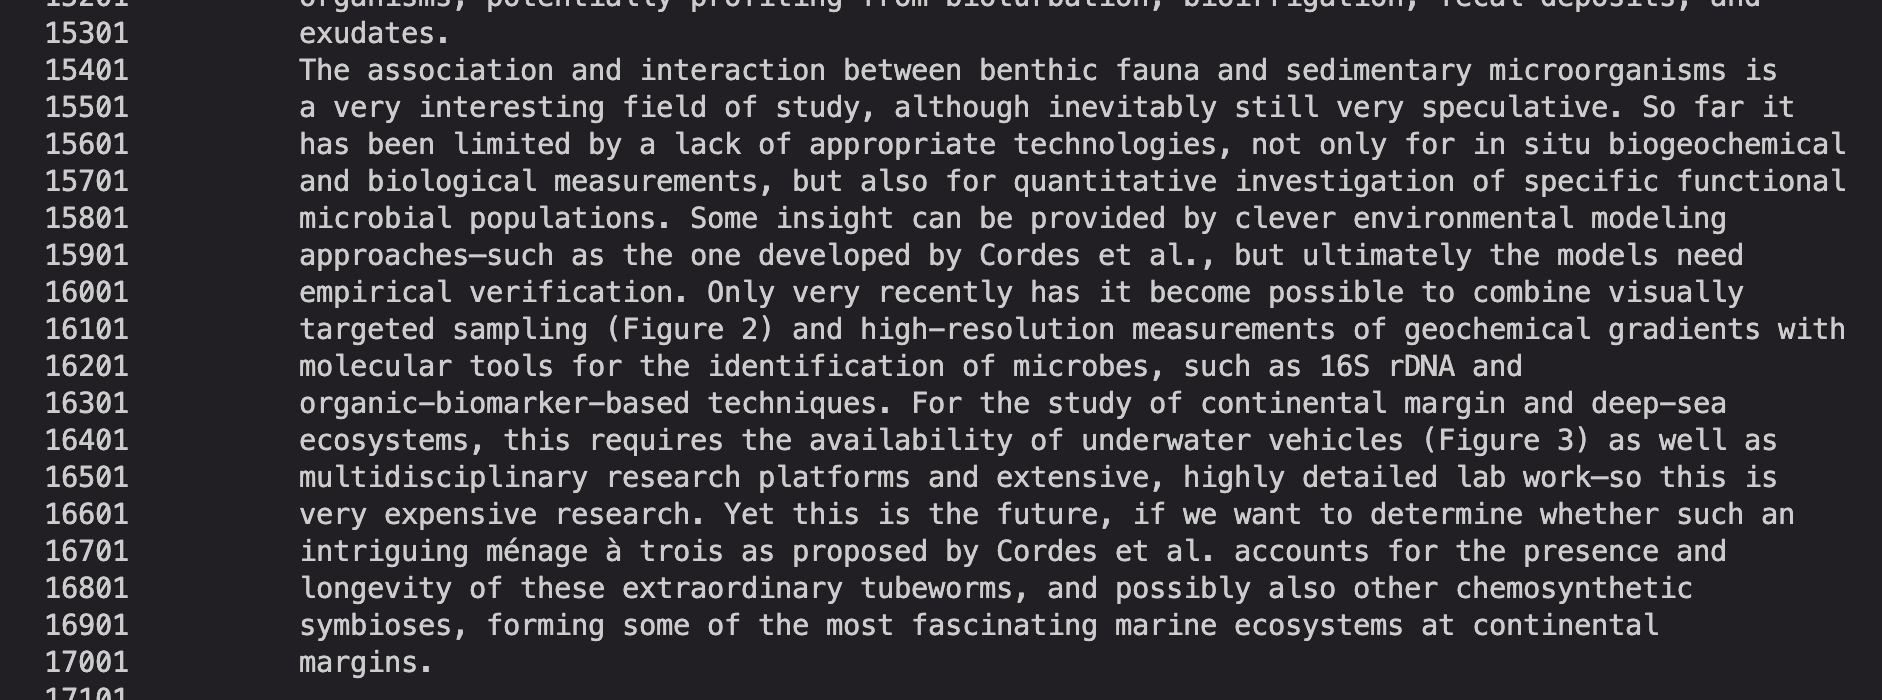 15201 organisms, potentially profiting from bioturbation, bioirrigation, fecal deposits, and
15301 exudates.
15401 The association and interaction between benthic fauna and sedimentary microorganisms is
15501 a very interesting field of study, although inevitably still very speculative. So far it
15601 has been limited by a lack of appropriate technologies, not only for in situ biogeochemical
15701 and biological measurements, but also for quantitative investigation of specific functional
15801 microbial populations. Some insight can be provided by clever environmental modeling
15901 approaches—such as the one developed by Cordes et al., but ultimately the models need
16001 empirical verification. Only very recently has it become possible to combine visually
16101 targeted sampling (Figure 2) and high-resolution measurements of geochemical gradients with
16201 molecular tools for the identification of microbes, such as 16S rDNA and
16301 organic-biomarker-based techniques. For the study of continental margin and deep-sea
16401 ecosystems, this requires the availability of underwater vehicles (Figure 3) as well as
16501 multidisciplinary research platforms and extensive, highly detailed lab work—so this is
16601 very expensive research. Yet this is the future, if we want to determine whether such an
16701 intriguing ménage à trois as proposed by Cordes et al. accounts for the presence and
16801 longevity of these extraordinary tubeworms, and possibly also other chemosynthetic
16901 symbioses, forming some of the most fascinating marine ecosystems at continental
17001 margins.
17101